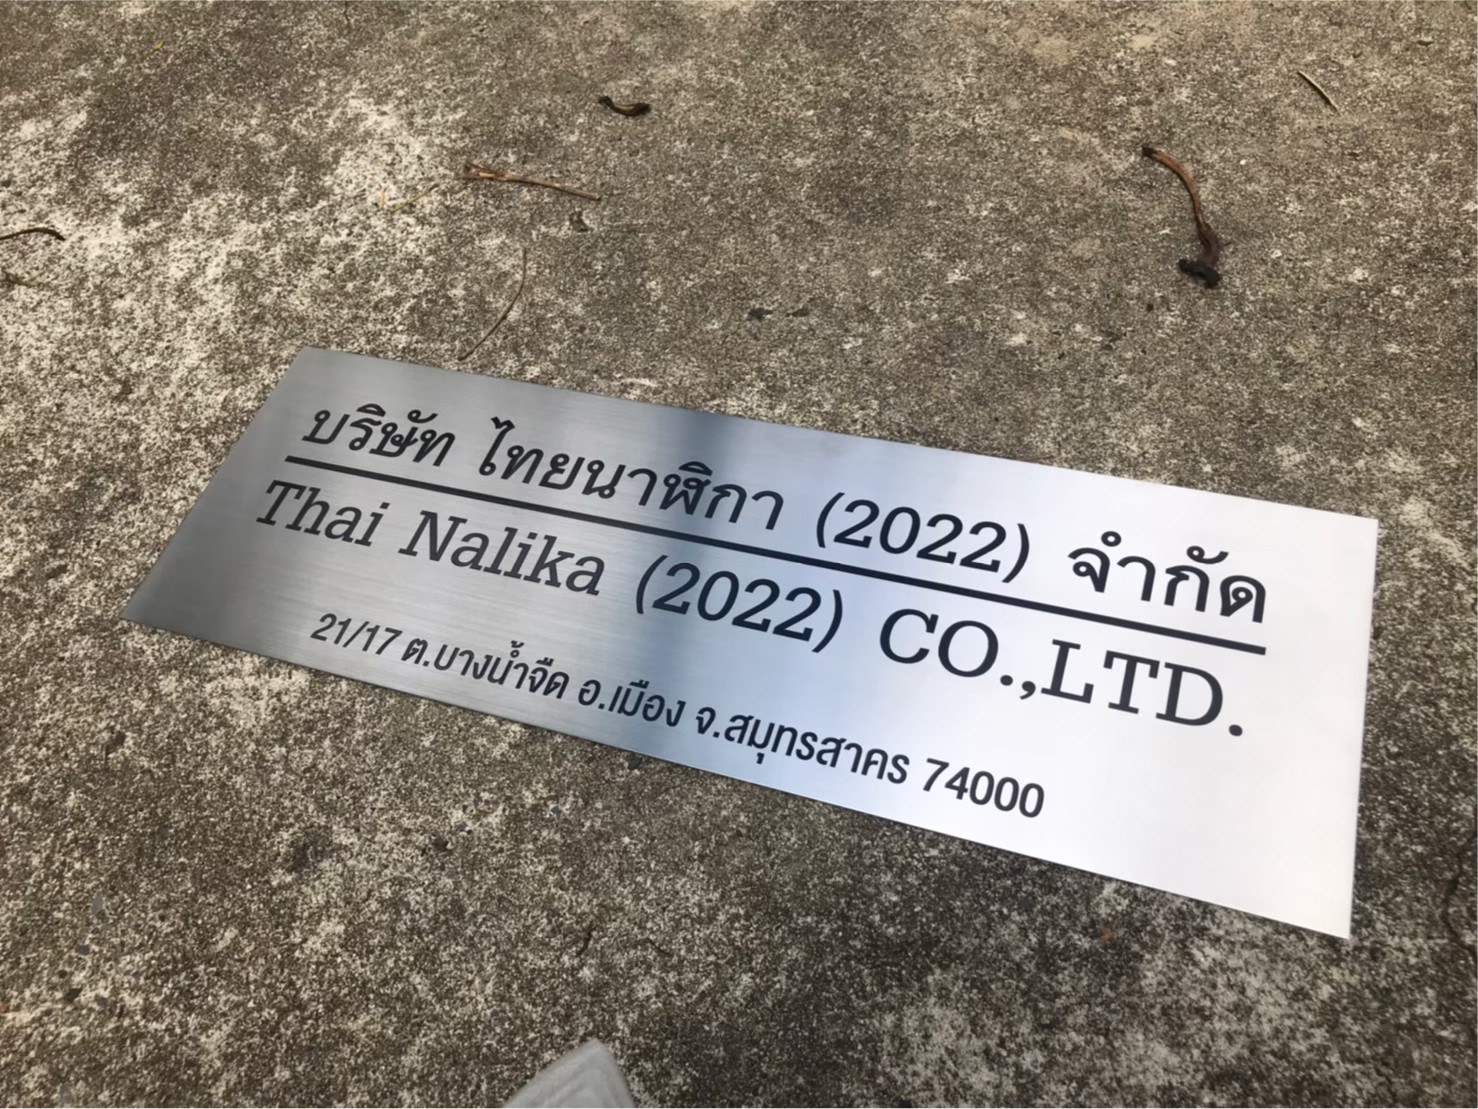 บริษัท ไทยนาฬิกา (2022) จำกัด
Thai Nalika (2022) CO.,LTD.
21/17 ต.บางน้ำจืด อ.เมือง จ.สมุทรสาคร 74000